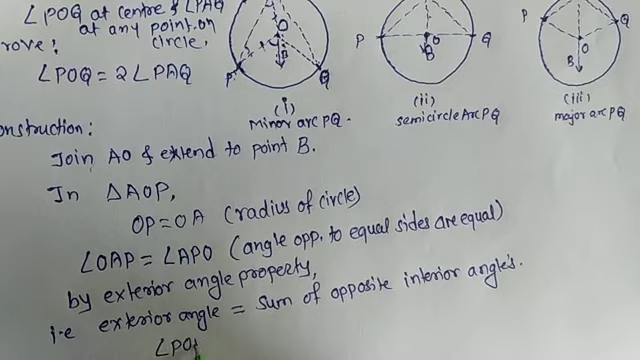 ∠POQ at centre & ∠PAQ
at any point on
circle.
rove:
∠POQ = 2∠PAQ
O
B
P
Q
(i)
Minor arc PQ.
P
O
B
Q
(ii)
semicircle Arc PQ
P
Q
O
B
(iii)
major arc PQ
onstruction:
Join AO & extend to point B.
In ΔAOP,
OP = OA (radius of circle)
∠OAP = ∠APO (angle opp. to equal sides are equal)
by exterior angle property,
i.e exterior angle = sum of opposite interior angle's.
∠PO